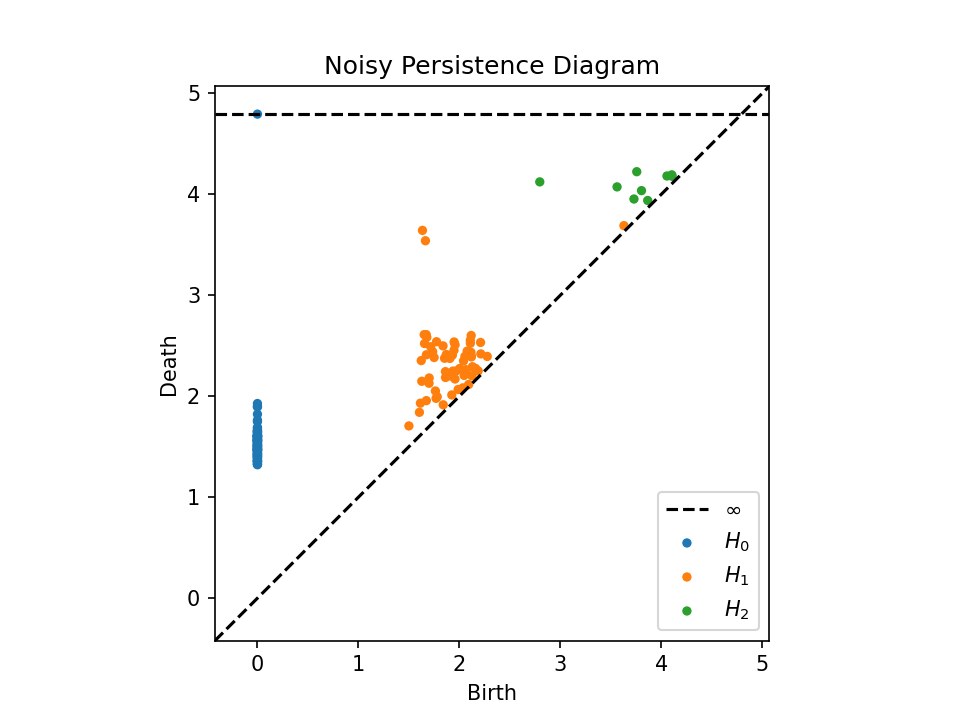 Noisy Persistence Diagram
5
4
3
2
1
0
Death
0 1 2 3 4 5
Birth
∞
H₀
H₁
H₂